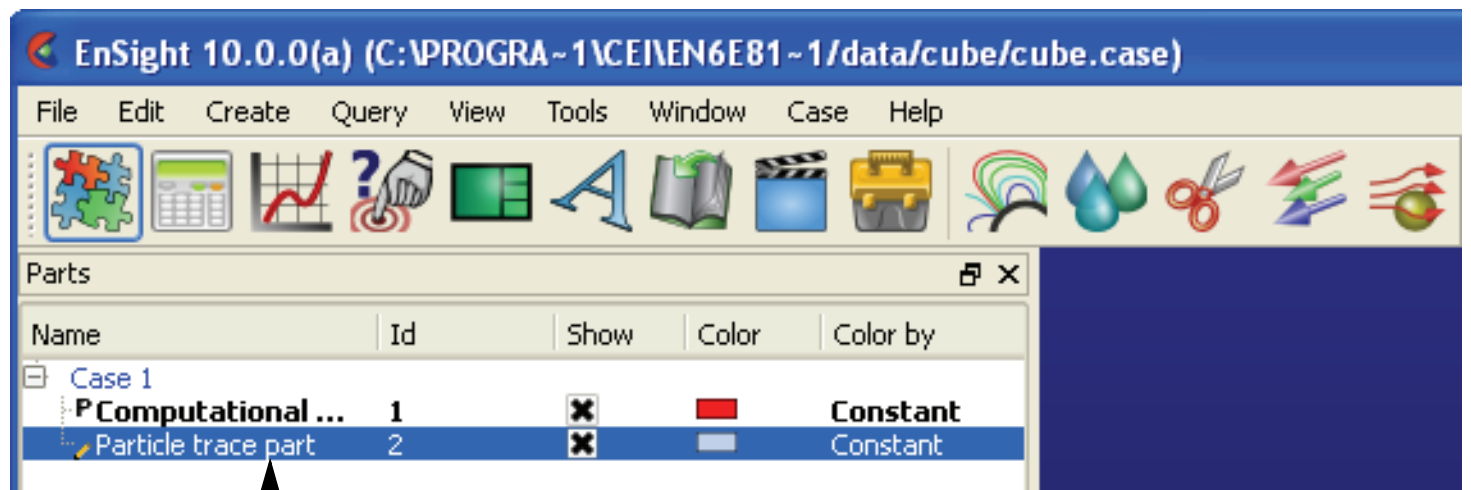 EnSight 10.0.0(a) (C:\PROGRA~1\CEI\EN6E81~1/data/cube/cube.case)
File Edit Create Query View Tools Window Case Help
?
A
Parts
Name Id Show Color Color by
Case 1
P Computational ... 1 Constant
Particle trace part 2 Constant